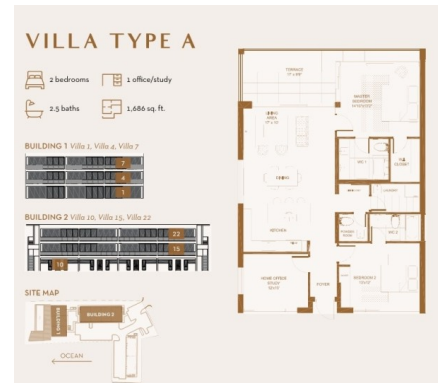 VILLA TYPE A
2 bedrooms
1 office/study
2.5 baths
1,686 sq. ft.
BUILDING 1 Villa 1, Villa 4, Villa 7
7
4
1
BUILDING 2 Villa 10, Villa 15, Villa 22
22
15
10
SITE MAP
BUILDING 1
BUILDING 2
OCEAN
TERRACE
MASTER
BEDROOM
LIVING
AREA
DINING
KITCHEN
CLOSET
LAUNDRY
POWDER
ROOM
HOME OFFICE
FOYER
BEDROOM 2